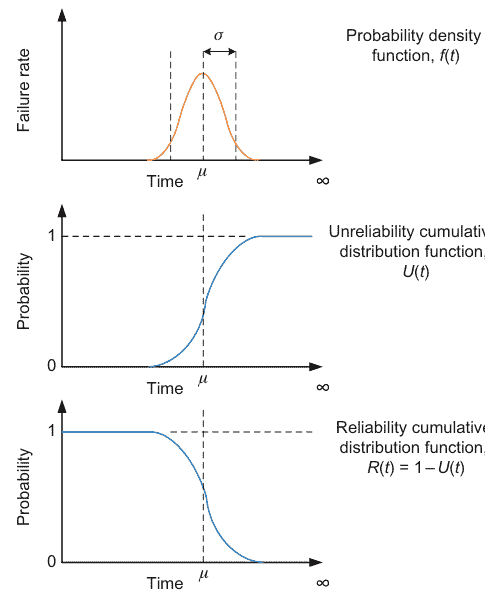 Failure rate
σ
Probability density
function, f(t)
Time
μ
∞
Probability
1
0
Unreliability cumulativ
distribution function,
U(t)
Time
μ
∞
Probability
1
0
Reliability cumulative
distribution function,
R(t) = 1 – U(t)
Time
μ
∞